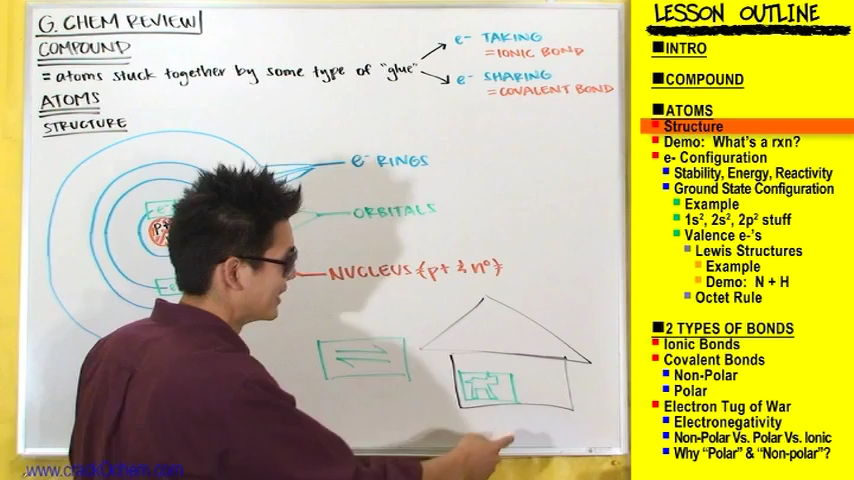 G. CHEM REVIEW
COMPOUND
= atoms stuck together by some type of "glue"
e- TAKING
= IONIC BOND
e- SHARING
= COVALENT BOND
ATOMS
STRUCTURE
e- RINGS
ORBITALS
NUCLEUS {p+ & n°}
P+
www.crackOchem.com
LESSON OUTLINE
INTRO
COMPOUND
ATOMS
Structure
Demo: What's a rxn?
e- Configuration
Stability, Energy, Reactivity
Ground State Configuration
Example
1s², 2s², 2p² stuff
Valence e-'s
Lewis Structures
Example
Demo: N + H
Octet Rule
2 TYPES OF BONDS
Ionic Bonds
Covalent Bonds
Non-Polar
Polar
Electron Tug of War
Electronegativity
Non-Polar Vs. Polar Vs. Ionic
Why "Polar" & "Non-polar"?